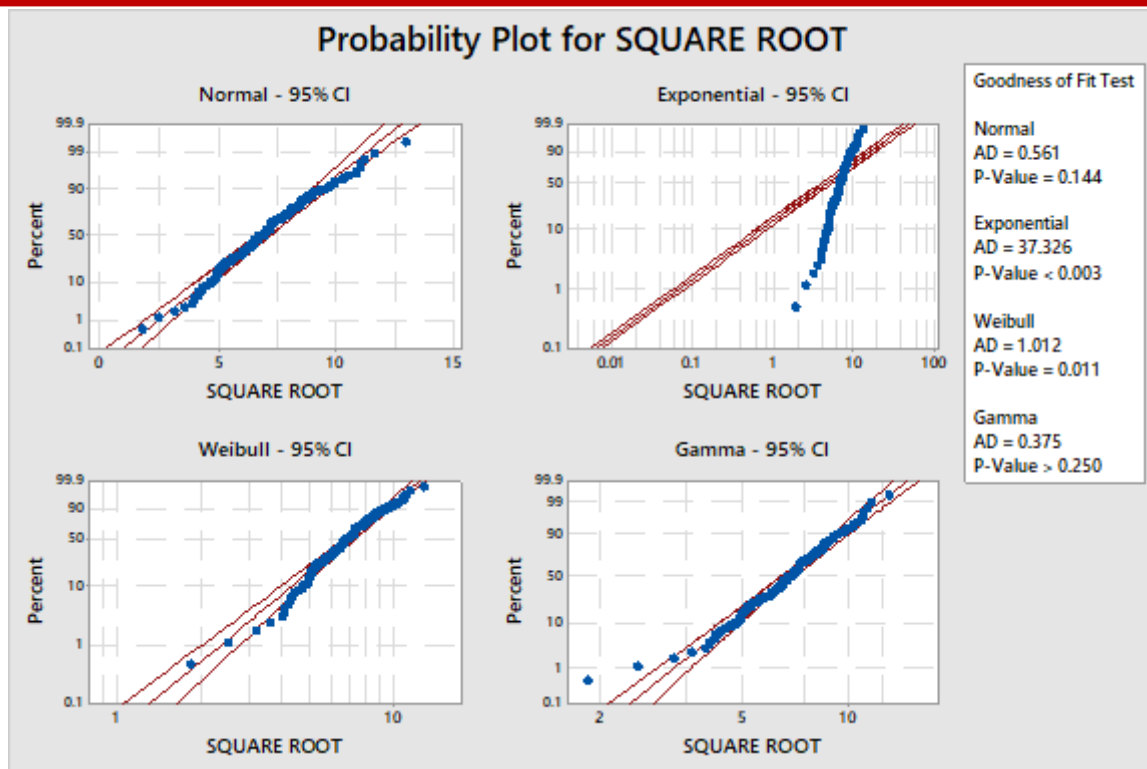 Probability Plot for SQUARE ROOT
Normal - 95% CI
99.9
99
90
50
10
1
0.1
Percent
0 5 10 15
SQUARE ROOT
Exponential - 95% CI
99.9
90
50
10
1
0.1
Percent
0.01 0.1 1 10 100
SQUARE ROOT
Weibull - 95% CI
99.9
90
50
10
1
0.1
Percent
1 10
SQUARE ROOT
Gamma - 95% CI
99.9
99
90
50
10
1
0.1
Percent
2 5 10
SQUARE ROOT
Goodness of Fit Test
Normal
AD = 0.561
P-Value = 0.144
Exponential
AD = 37.326
P-Value < 0.003
Weibull
AD = 1.012
P-Value = 0.011
Gamma
AD = 0.375
P-Value > 0.250